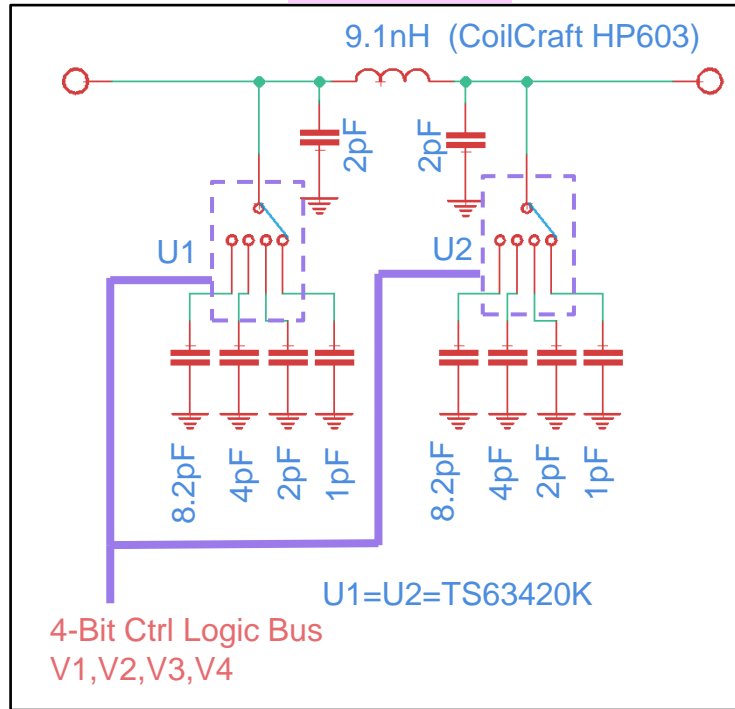 9.1nH (CoilCraft HP603)
2pF
2pF
U1
U2
8.2pF
4pF
2pF
1pF
8.2pF
4pF
2pF
1pF
U1=U2=TS63420K
4-Bit Ctrl Logic Bus
V1,V2,V3,V4